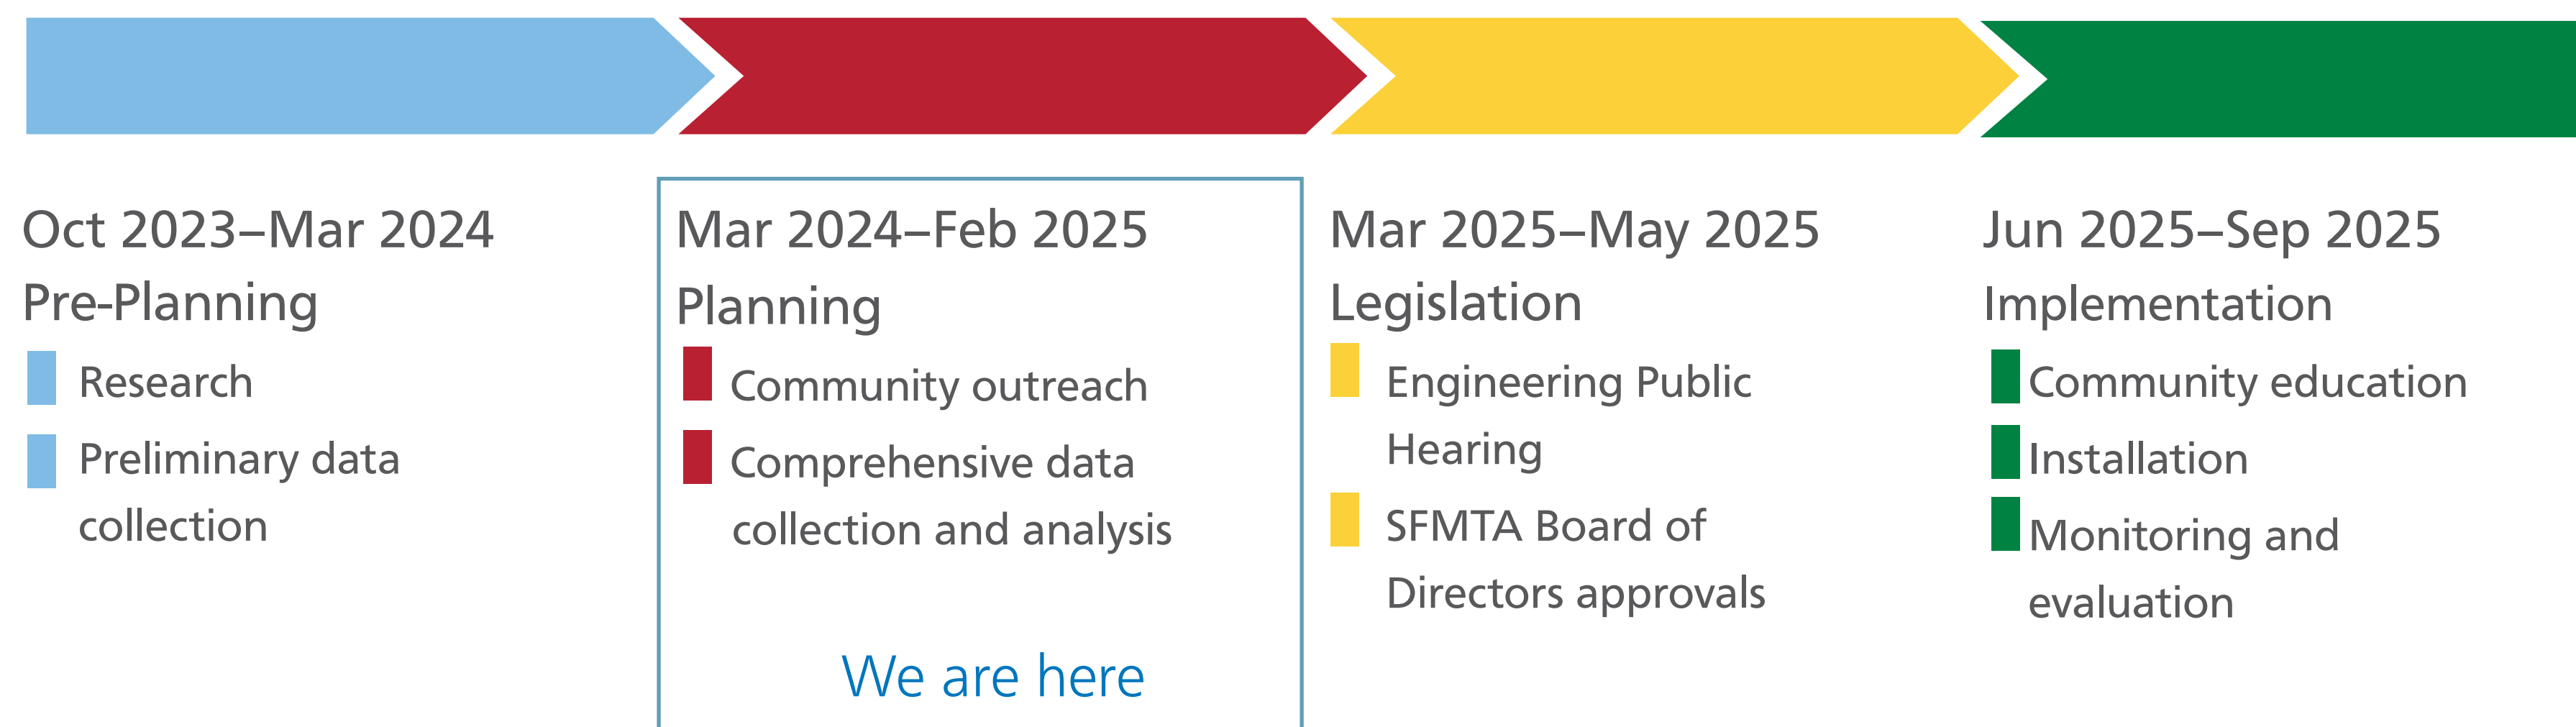 Oct 2023–Mar 2024
Pre-Planning
Research
Preliminary data
collection
Mar 2024–Feb 2025
Planning
Community outreach
Comprehensive data
collection and analysis
We are here
Mar 2025–May 2025
Legislation
Engineering Public
Hearing
SFMTA Board of
Directors approvals
Jun 2025–Sep 2025
Implementation
Community education
Installation
Monitoring and
evaluation